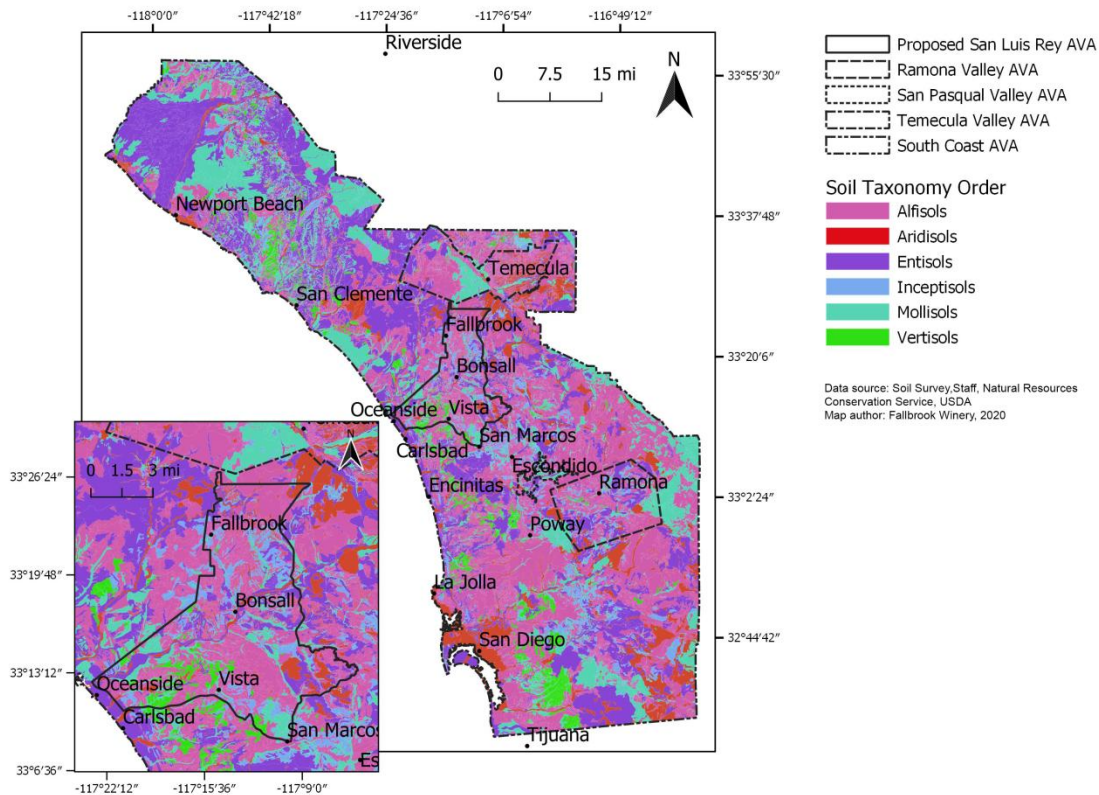 -118°0'0" -117°42'18" -117°24'36" -117°6'54" -116°49'12"
Riverside
0 7.5 15 mi
N
33°55'30"
33°37'48"
33°20'6"
33°2'24"
32°44'42"
Newport Beach
Temecula
San Clemente
Fallbrook
Bonsall
Oceanside
Vista
Carlsbad
San Marcos
Escondido
Encinitas
Ramona
Poway
La Jolla
San Diego
Tijuana
N
0 1.5 3 mi
33°26'24"
33°19'48"
33°13'12"
33°6'36"
Fallbrook
Bonsall
Oceanside
Vista
Carlsbad
San Marcos
Es
-117°22'12" -117°15'36" -117°9'0"
Proposed San Luis Rey AVA
Ramona Valley AVA
San Pasqual Valley AVA
Temecula Valley AVA
South Coast AVA
Soil Taxonomy Order
Alfisols
Aridisols
Entisols
Inceptisols
Mollisols
Vertisols
Data source: Soil Survey,Staff, Natural Resources
Conservation Service, USDA
Map author: Fallbrook Winery, 2020